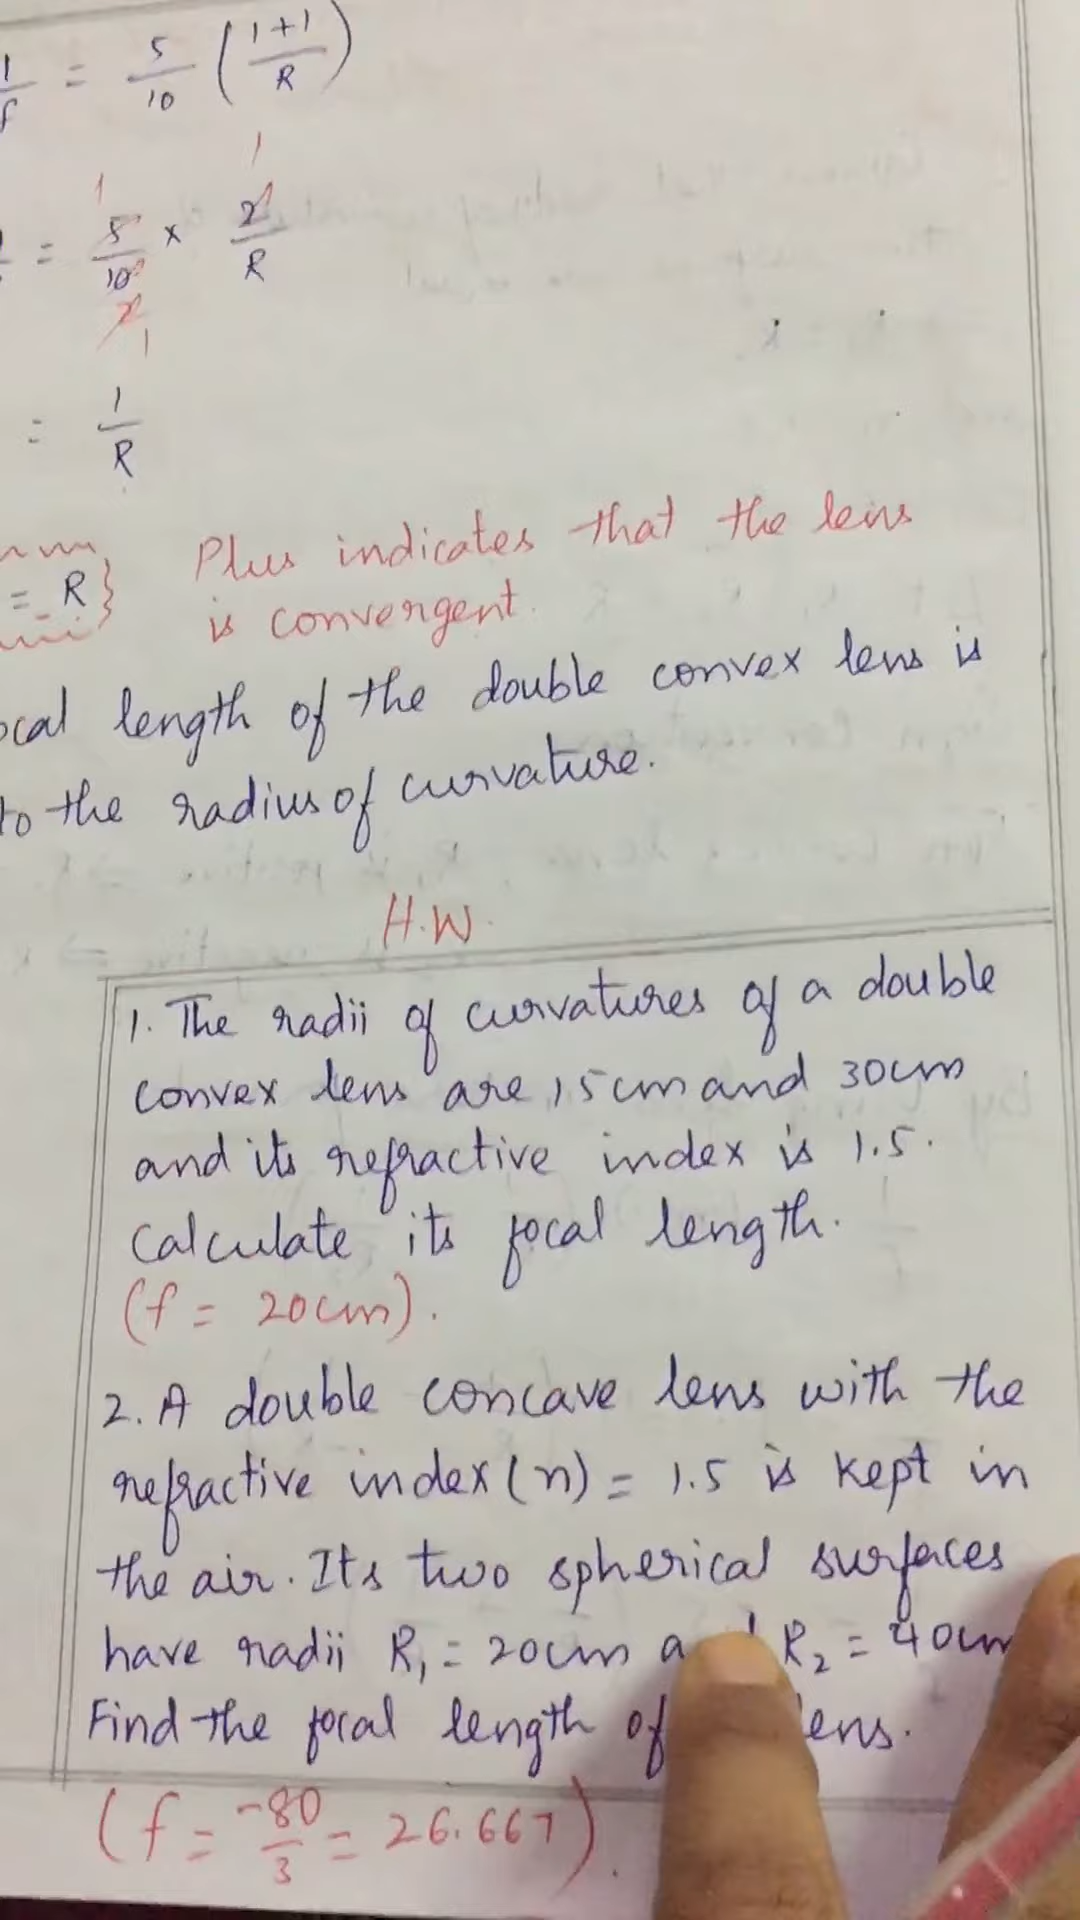 1/f = 5/10 (1+1/R)
= 5/10 × 2/R
= 1/R
= R} Plus indicates that the lens
is convergent.
ocal length of the double convex lens is
to the radius of curvature.
H.W.
1. The radii of curvatures of a double
convex lens are 15cm and 30cm
and its refractive index is 1.5.
Calculate its focal length.
(f = 20cm).
2. A double concave lens with the
refractive index (n) = 1.5 is kept in
the air. Its two spherical surfaces
have radii R₁ = 20cm a d R₂ = 40cm
Find the focal length of lens.
(f = -80/3 = 26.667).